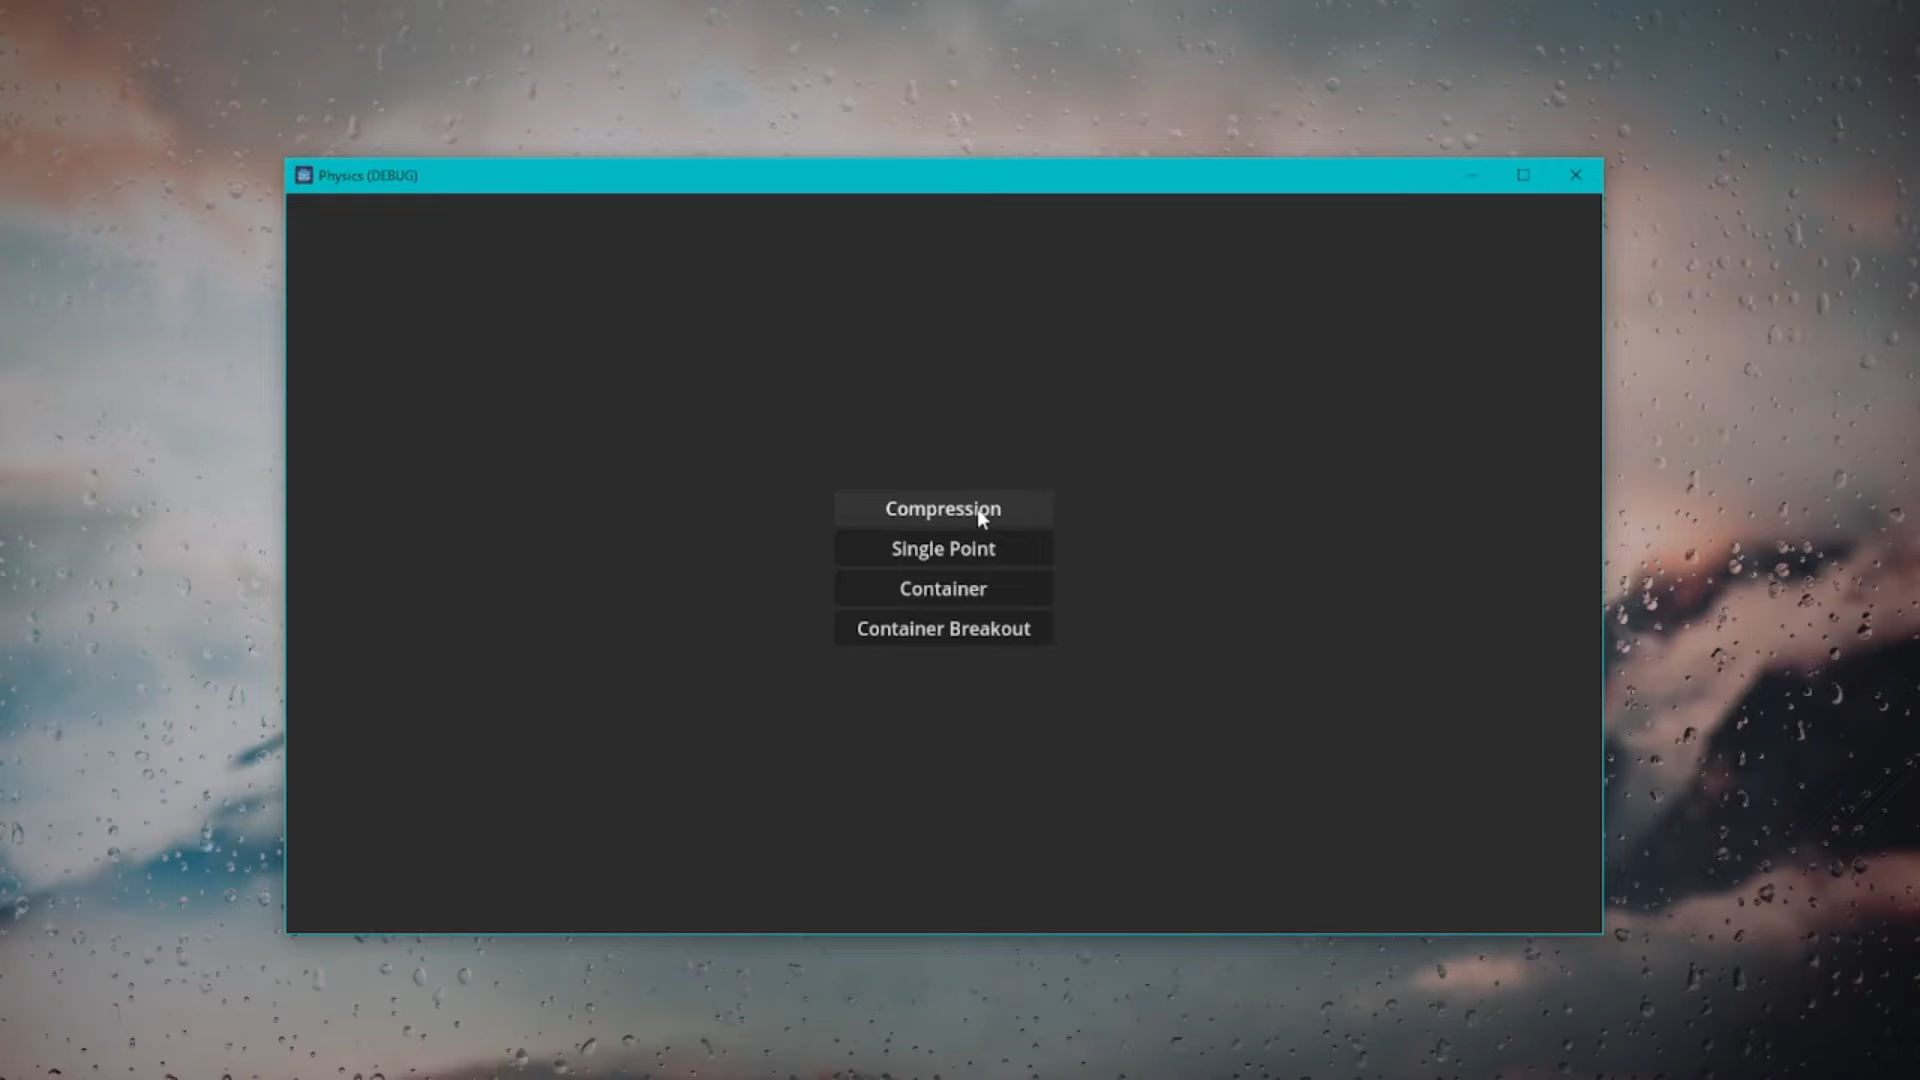 Physics (DEBUG)
Compression
Single Point
Container
Container Breakout